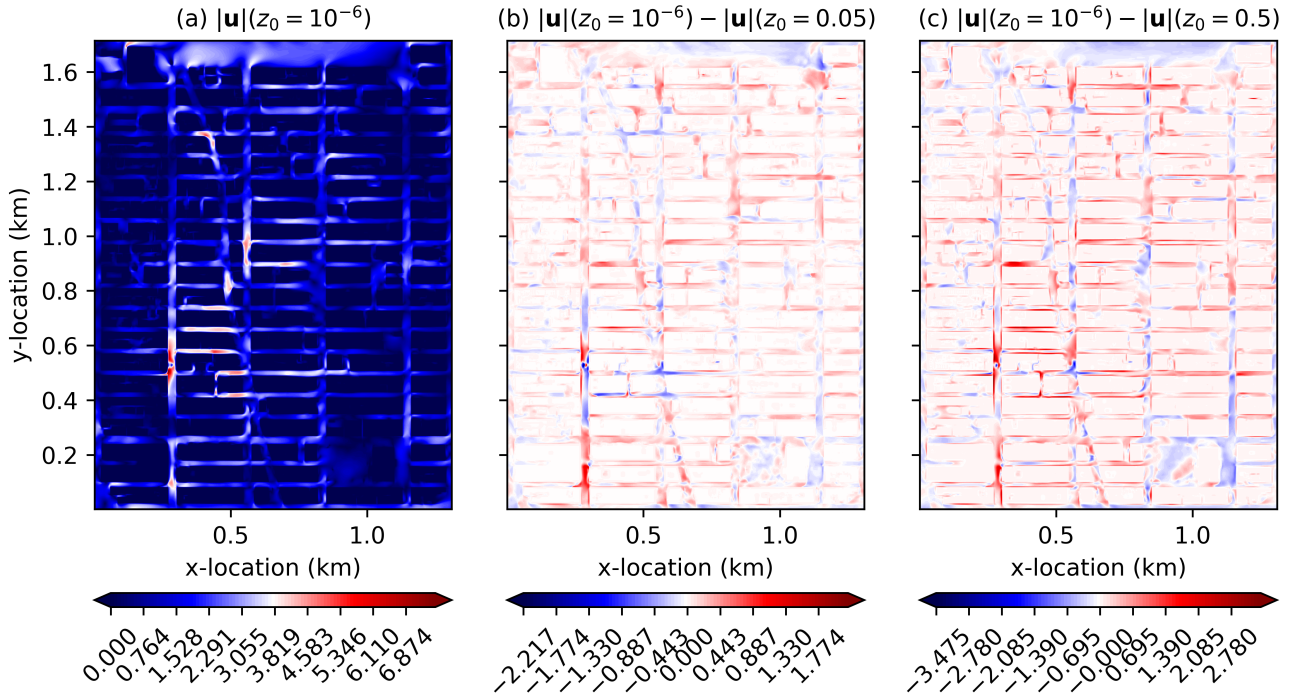 (a) |u|(z₀ = 10⁻⁶)
(b) |u|(z₀ = 10⁻⁶) − |u|(z₀ = 0.05)
(c) |u|(z₀ = 10⁻⁶) − |u|(z₀ = 0.5)
y-location (km)
1.6
1.4
1.2
1.0
0.8
0.6
0.4
0.2
0.5 1.0
0.5 1.0
0.5 1.0
x-location (km)
x-location (km)
x-location (km)
0.000 0.764 1.528 2.291 3.055 3.819 4.583 5.346 6.110 6.874
−2.217 −1.774 −1.330 −0.887 −0.443 −0.000 0.443 0.887 1.330 1.774
−3.475 −2.780 −2.085 −1.390 −0.695 −0.000 0.695 1.390 2.085 2.780